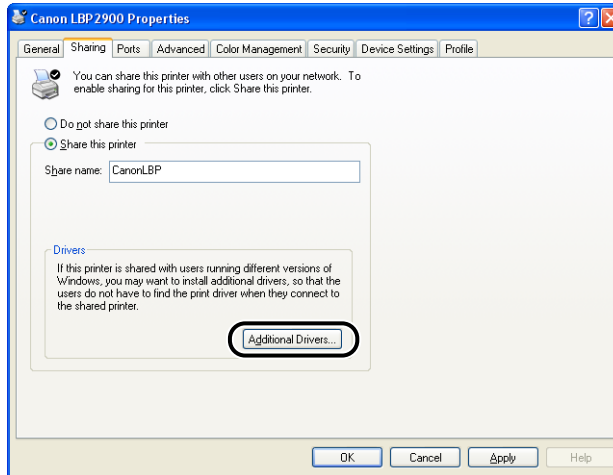 Canon LBP2900 Properties
General Sharing Ports Advanced Color Management Security Device Settings Profile
You can share this printer with other users on your network. To
enable sharing for this printer, click Share this printer.
Do not share this printer
Share this printer
Share name: CanonLBP
Drivers
If this printer is shared with users running different versions of
Windows, you may want to install additional drivers, so that the
users do not have to find the print driver when they connect to
the shared printer.
Additional Drivers...
OK Cancel Apply Help